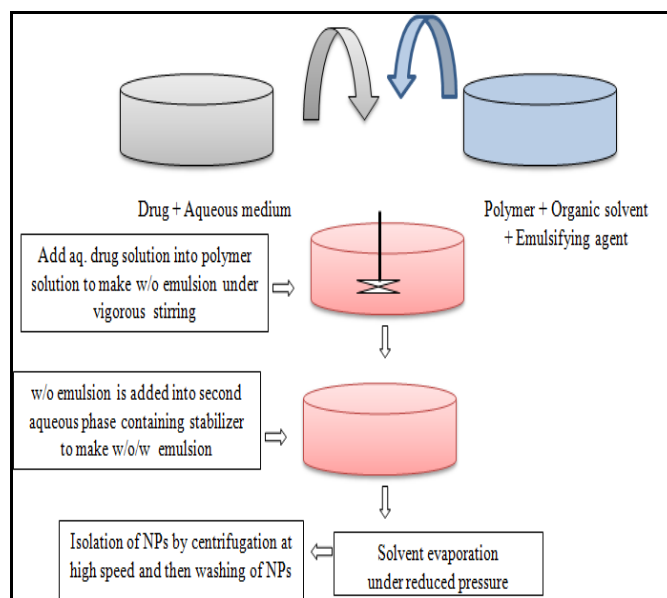 Drug + Aqueous medium
Polymer + Organic solvent
+ Emulsifying agent
Add aq. drug solution into polymer
solution to make w/o emulsion under
vigorous stirring
w/o emulsion is added into second
aqueous phase containing stabilizer
to make w/o/w emulsion
Solvent evaporation
under reduced pressure
Isolation of NPs by centrifugation at
high speed and then washing of NPs